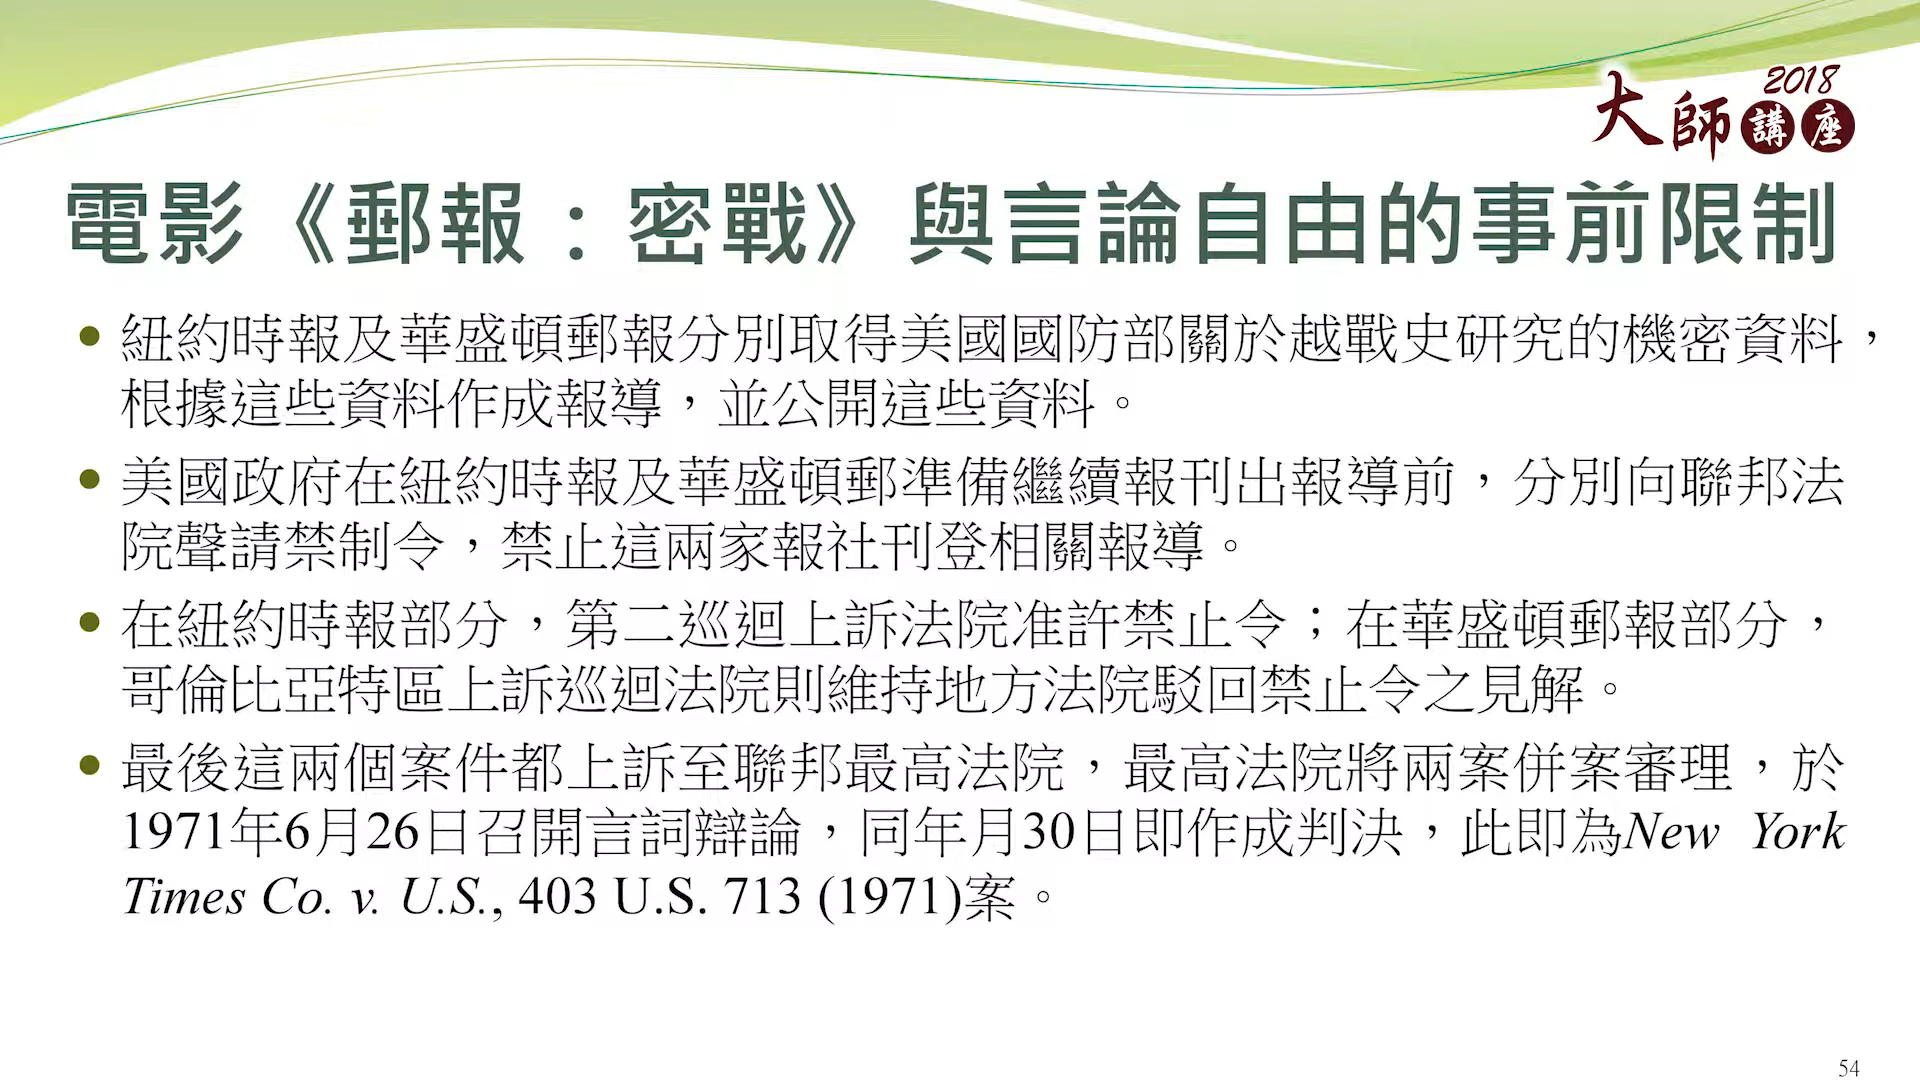 2018
大師講座
電影《郵報：密戰》與言論自由的事前限制
• 紐約時報及華盛頓郵報分別取得美國國防部關於越戰史研究的機密資料，
根據這些資料作成報導，並公開這些資料。
• 美國政府在紐約時報及華盛頓郵準備繼續報刊出報導前，分別向聯邦法
院聲請禁制令，禁止這兩家報社刊登相關報導。
• 在紐約時報部分，第二巡迴上訴法院准許禁止令；在華盛頓郵報部分，
哥倫比亞特區上訴巡迴法院則維持地方法院駁回禁止令之見解。
• 最後這兩個案件都上訴至聯邦最高法院，最高法院將兩案併案審理，於
1971年6月26日召開言詞辯論，同年月30日即作成判決，此即為New York
Times Co. v. U.S., 403 U.S. 713 (1971)案。
54